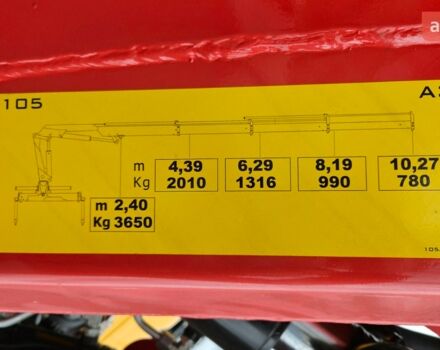 105
m 4,39 6,29 8,19 10,27
Kg 2010 1316 990 780
m 2,40
Kg 3650